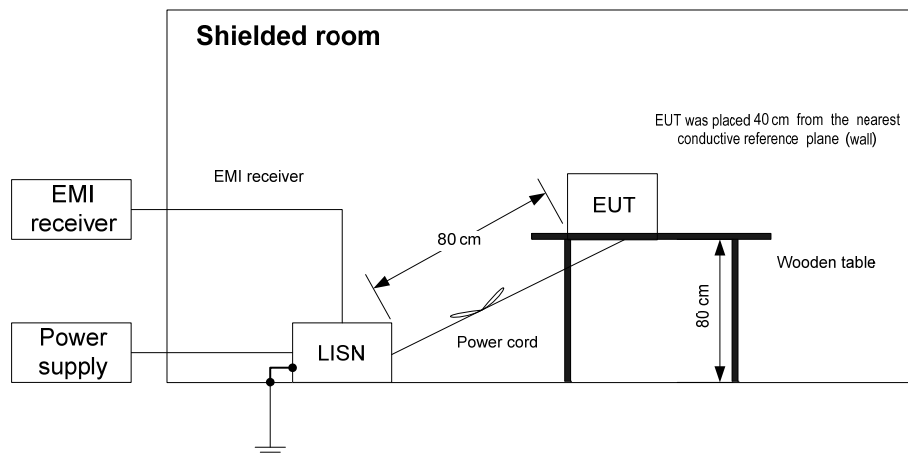 Shielded room
EUT was placed 40 cm from the nearest
conductive reference plane (wall)
EMI receiver
EMI
receiver
EUT
80 cm
Wooden table
80 cm
Power
supply
LISN
Power cord